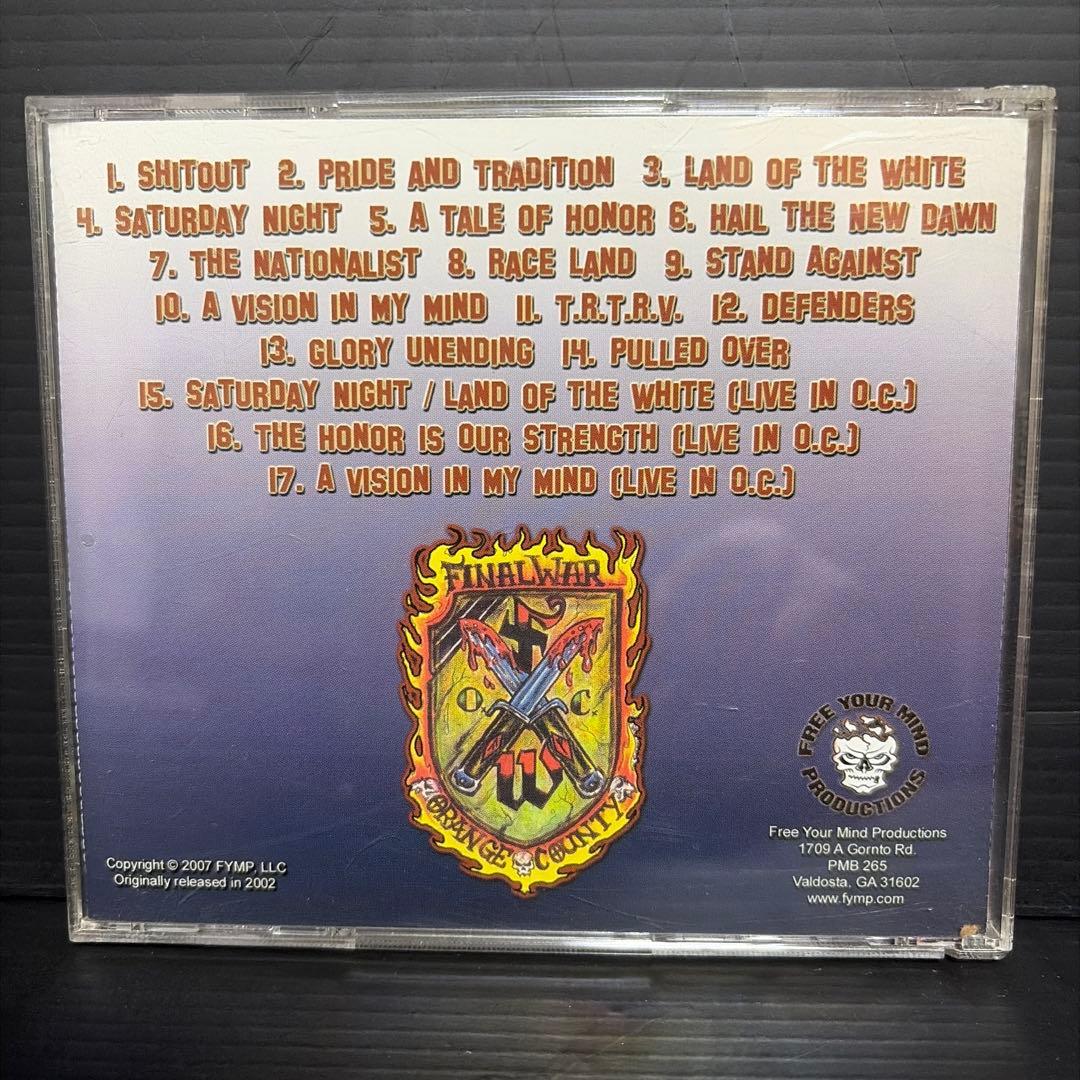 1. SHITOUT 2. PRIDE AND TRADITION 3. LAND OF THE WHITE
4. SATURDAY NIGHT 5. A TALE OF HONOR 6. HAIL THE NEW DAWN
7. THE NATIONALIST 8. RACE LAND 9. STAND AGAINST
10. A VISION IN MY MIND 11. T.R.T.R.V. 12. DEFENDERS
13. GLORY UNENDING 14. PULLED OVER
15. SATURDAY NIGHT / LAND OF THE WHITE (LIVE IN O.C.)
16. THE HONOR IS OUR STRENGTH (LIVE IN O.C.)
17. A VISION IN MY MIND (LIVE IN O.C.)
FINAL WAR
F
O. C.
W
ORANGE COUNTY
FREE YOUR MIND
PRODUCTIONS
Free Your Mind Productions
1709 A Gornto Rd.
PMB 265
Valdosta, GA 31602
www.fymp.com
Copyright © 2007 FYMP, LLC
Originally released in 2002